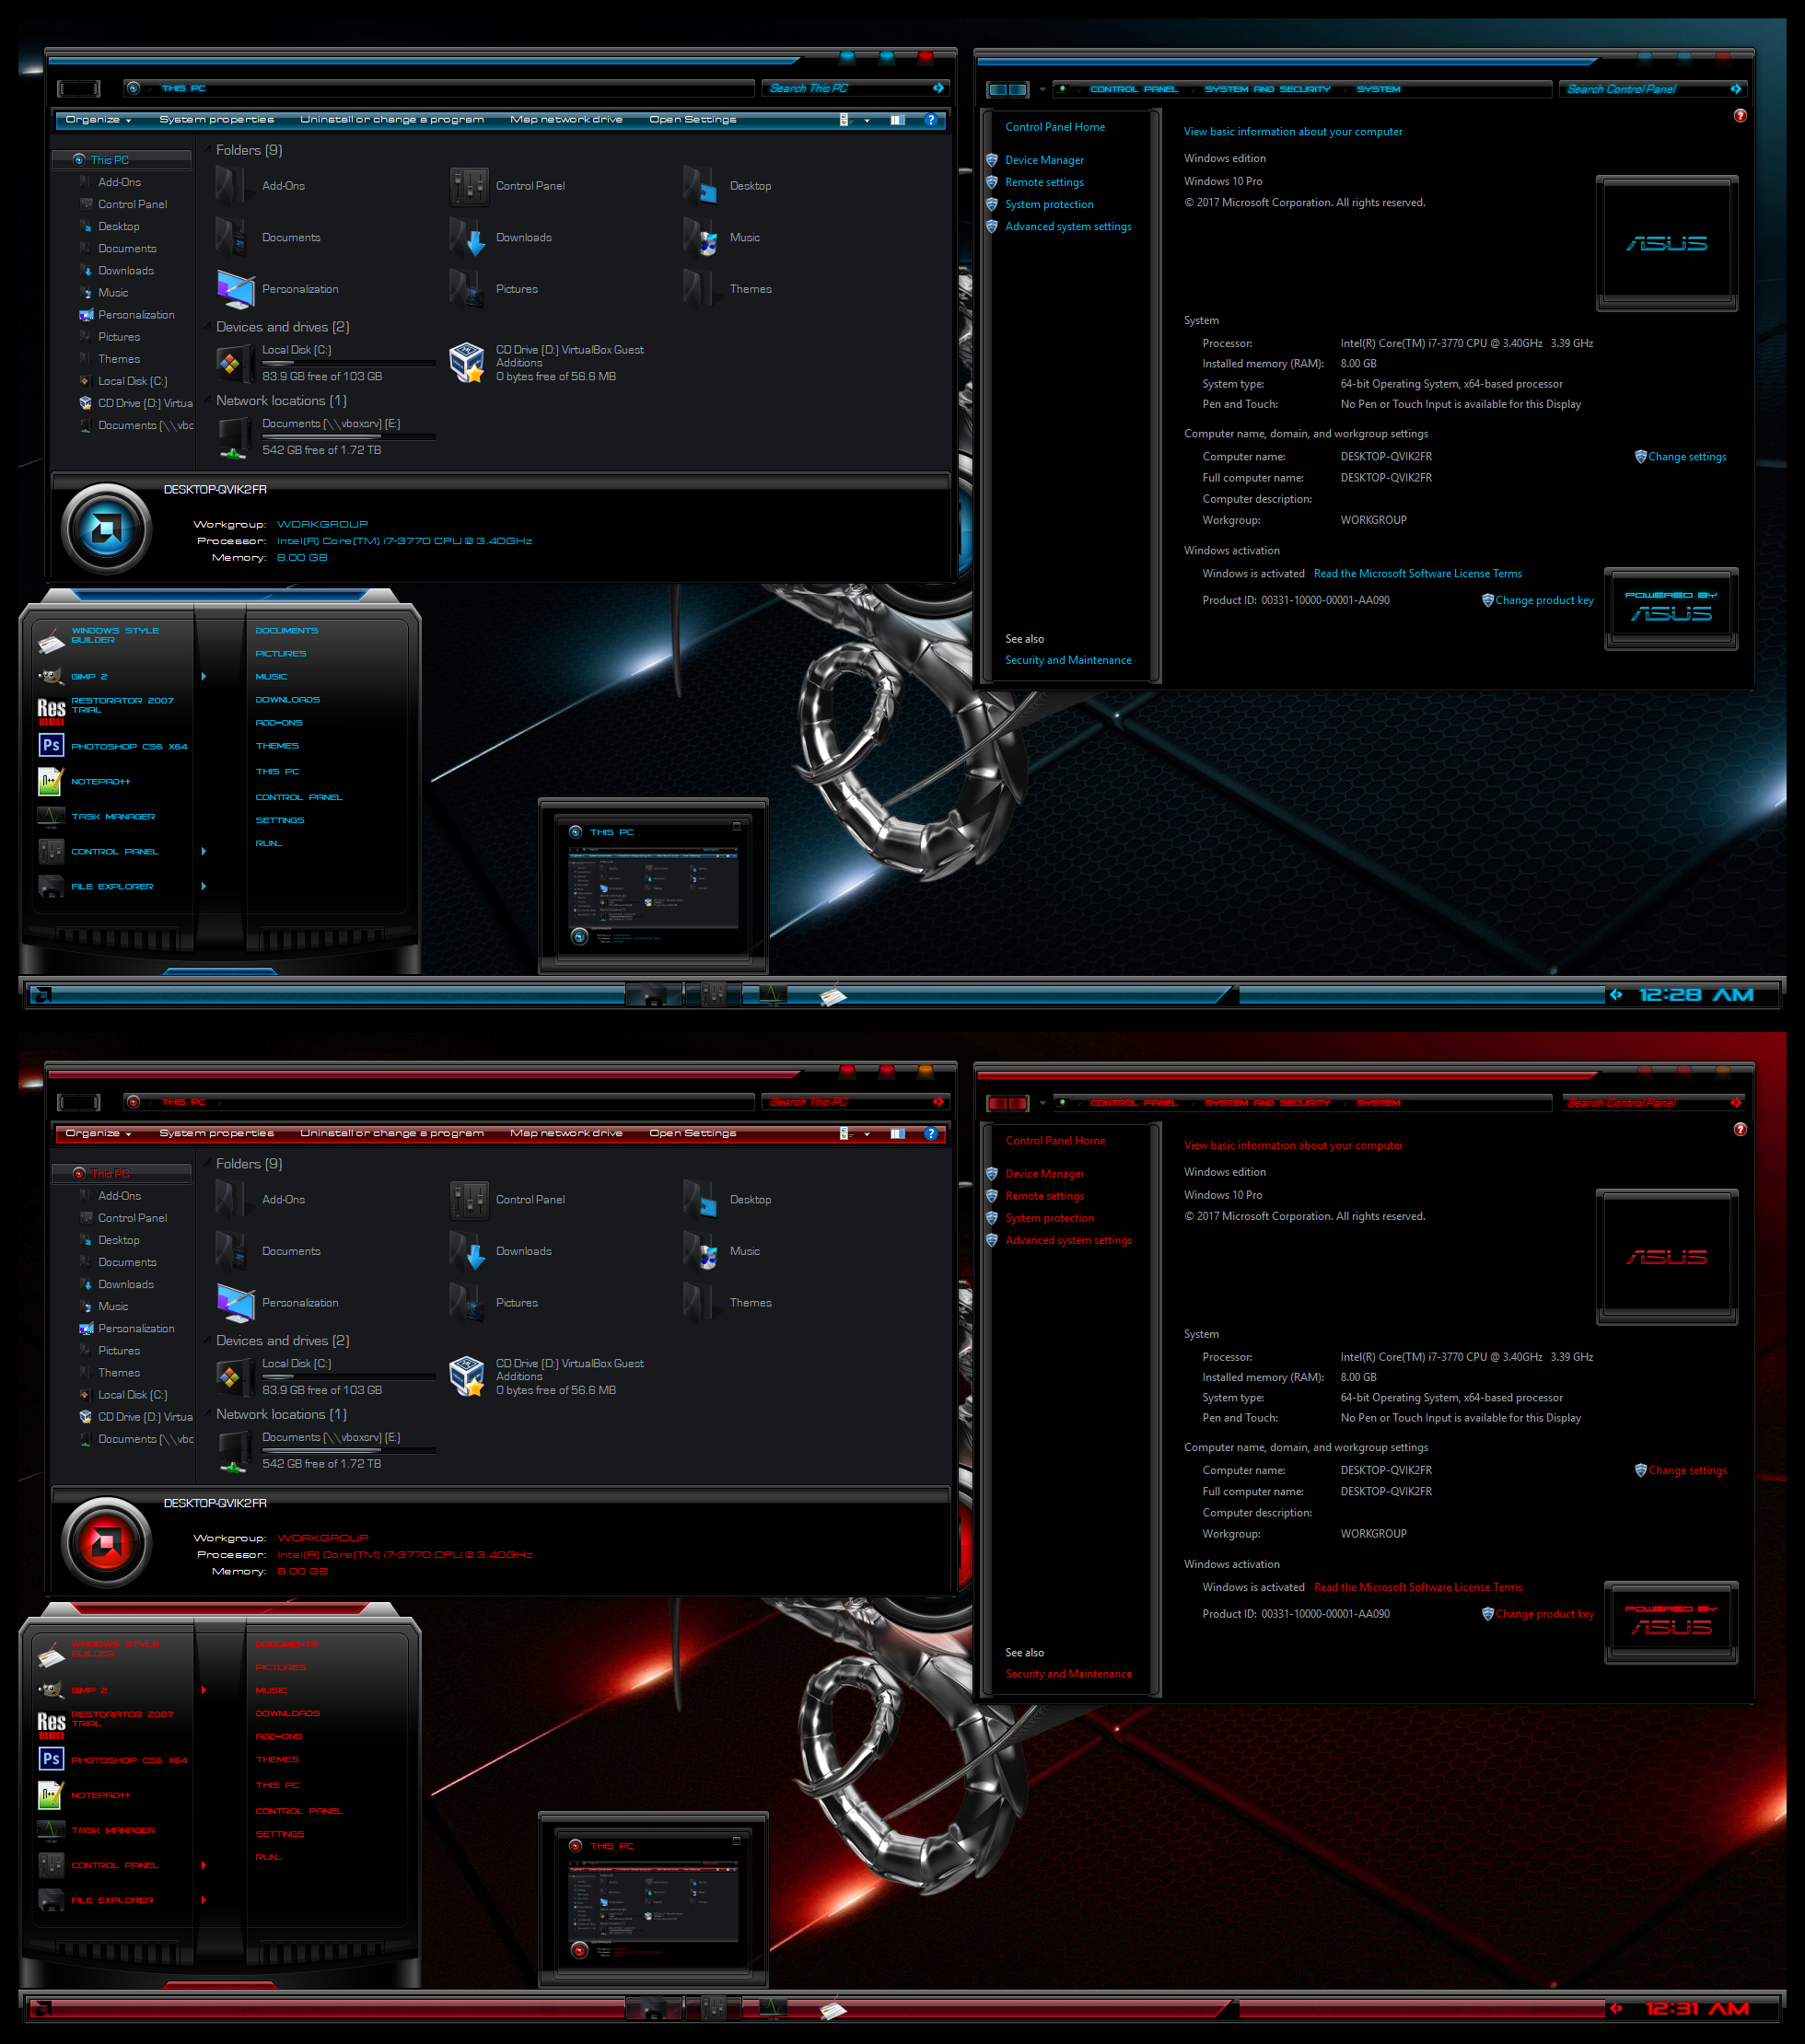 THIS PC
Search This PC
Organize
System properties
Uninstall or change a program
Map network drive
Open Settings
This PC
Add-Ons
Control Panel
Desktop
Documents
Downloads
Music
Personalization
Pictures
Themes
Local Disk (C:)
CD Drive (D:) Virtua
Documents (\\vbo
Folders (9)
Add-Ons
Control Panel
Desktop
Documents
Downloads
Music
Personalization
Pictures
Themes
Devices and drives (2)
Local Disk (C:)
83.9 GB free of 103 GB
CD Drive (D:) VirtualBox Guest
Additions
0 bytes free of 56.6 MB
Network locations (1)
Documents (\\vboxsrv) (E:)
542 GB free of 1.72 TB
DESKTOP-QVIK2FR
Workgroup: WORKGROUP
Processor: Intel(R) Core(TM) i7-3770 CPU @ 3.40GHz
Memory: 8.00 GB
CONTROL PANEL
SYSTEM AND SECURITY
SYSTEM
Search Control Panel
Control Panel Home
Device Manager
Remote settings
System protection
Advanced system settings
See also
Security and Maintenance
View basic information about your computer
Windows edition
Windows 10 Pro
© 2017 Microsoft Corporation. All rights reserved.
ASUS
System
Processor: Intel(R) Core(TM) i7-3770 CPU @ 3.40GHz 3.39 GHz
Installed memory (RAM): 8.00 GB
System type: 64-bit Operating System, x64-based processor
Pen and Touch: No Pen or Touch Input is available for this Display
Computer name, domain, and workgroup settings
Computer name: DESKTOP-QVIK2FR
Change settings
Full computer name: DESKTOP-QVIK2FR
Computer description:
Workgroup: WORKGROUP
Windows activation
Windows is activated Read the Microsoft Software License Terms
Product ID: 00331-10000-00001-AA090
Change product key
POWERED BY
ASUS
WINDOWS STYLE
BUILDER
GIMP 2
Res
RESTORATOR 2007
TRIAL
Ps
PHOTOSHOP CS6 X64
NOTEPAD++
TASK MANAGER
CONTROL PANEL
FILE EXPLORER
DOCUMENTS
PICTURES
MUSIC
DOWNLOADS
ADD-ONS
THEMES
THIS PC
CONTROL PANEL
SETTINGS
RUN...
THIS PC
12:28 AM
THIS PC
Search This PC
Organize
System properties
Uninstall or change a program
Map network drive
Open Settings
This PC
Add-Ons
Control Panel
Desktop
Documents
Downloads
Music
Personalization
Pictures
Themes
Local Disk (C:)
CD Drive (D:) Virtua
Documents (\\vbo
Folders (9)
Add-Ons
Control Panel
Desktop
Documents
Downloads
Music
Personalization
Pictures
Themes
Devices and drives (2)
Local Disk (C:)
83.9 GB free of 103 GB
CD Drive (D:) VirtualBox Guest
Additions
0 bytes free of 56.6 MB
Network locations (1)
Documents (\\vboxsrv) (E:)
542 GB free of 1.72 TB
DESKTOP-QVIK2FR
Workgroup: WORKGROUP
Processor: Intel(R) Core(TM) i7-3770 CPU @ 3.40GHz
Memory: 8.00 GB
CONTROL PANEL
SYSTEM AND SECURITY
SYSTEM
Search Control Panel
Control Panel Home
Device Manager
Remote settings
System protection
Advanced system settings
See also
Security and Maintenance
View basic information about your computer
Windows edition
Windows 10 Pro
© 2017 Microsoft Corporation. All rights reserved.
ASUS
System
Processor: Intel(R) Core(TM) i7-3770 CPU @ 3.40GHz 3.39 GHz
Installed memory (RAM): 8.00 GB
System type: 64-bit Operating System, x64-based processor
Pen and Touch: No Pen or Touch Input is available for this Display
Computer name, domain, and workgroup settings
Computer name: DESKTOP-QVIK2FR
Change settings
Full computer name: DESKTOP-QVIK2FR
Computer description:
Workgroup: WORKGROUP
Windows activation
Windows is activated Read the Microsoft Software License Terms
Product ID: 00331-10000-00001-AA090
Change product key
POWERED BY
ASUS
WINDOWS STYLE
BUILDER
GIMP 2
Res
RESTORATOR 2007
TRIAL
Ps
PHOTOSHOP CS6 X64
NOTEPAD++
TASK MANAGER
CONTROL PANEL
FILE EXPLORER
DOCUMENTS
PICTURES
MUSIC
DOWNLOADS
ADD-ONS
THEMES
THIS PC
CONTROL PANEL
SETTINGS
RUN...
THIS PC
12:31 AM